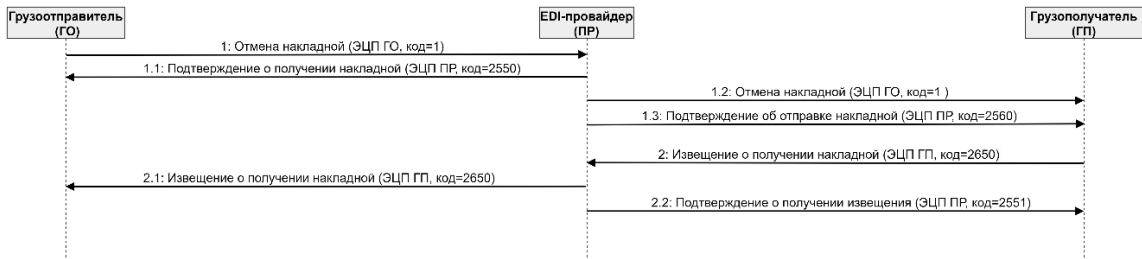 Грузоотправитель
(ГО)
EDI-провайдер
(ПР)
Грузополучатель
(ГП)
1: Отмена накладной (ЭЦП ГО, код=1)
1.1: Подтверждение о получении накладной (ЭЦП ПР, код=2550)
1.2: Отмена накладной (ЭЦП ГО, код=1 )
1.3: Подтверждение об отправке накладной (ЭЦП ПР, код=2560)
2: Извещение о получении накладной (ЭЦП ГП, код=2650)
2.1: Извещение о получении накладной (ЭЦП ГП, код=2650)
2.2: Подтверждение о получении извещения (ЭЦП ПР, код=2551)